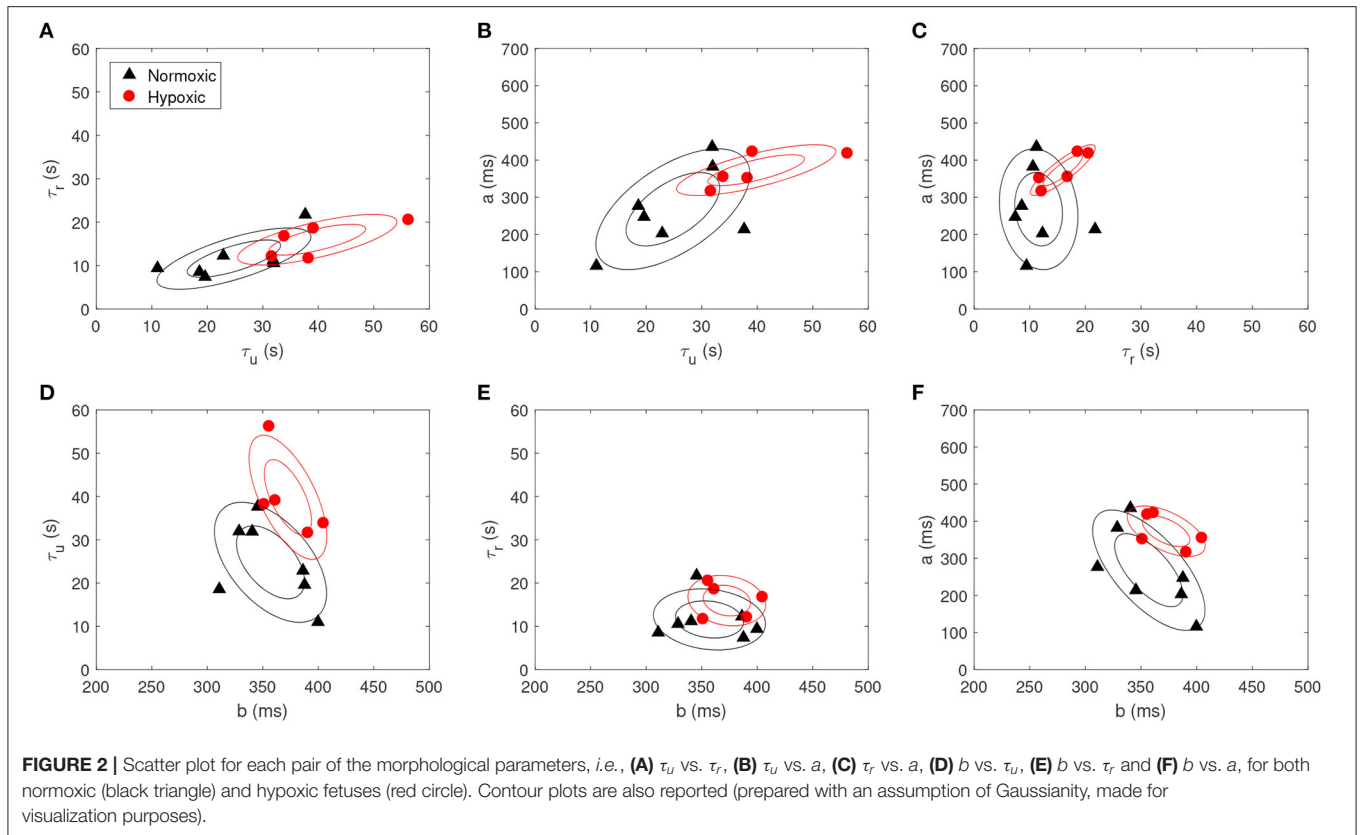 A
60
50
40
30
20
10
0
τr (s)
0 10 20 30 40 50 60
τu (s)
Normoxic
Hypoxic
B
700
600
500
400
300
200
100
0
a (ms)
0 10 20 30 40 50 60
τu (s)
C
700
600
500
400
300
200
100
0
a (ms)
0 10 20 30 40 50 60
τr (s)
D
60
50
40
30
20
10
0
τu (s)
200 250 300 350 400 450 500
b (ms)
E
60
50
40
30
20
10
0
τr (s)
200 250 300 350 400 450 500
b (ms)
F
700
600
500
400
300
200
100
0
a (ms)
200 250 300 350 400 450 500
b (ms)
FIGURE 2 | Scatter plot for each pair of the morphological parameters, i.e., (A) τu vs. τr, (B) τu vs. a, (C) τr vs. a, (D) b vs. τu, (E) b vs. τr and (F) b vs. a, for both
normoxic (black triangle) and hypoxic fetuses (red circle). Contour plots are also reported (prepared with an assumption of Gaussianity, made for
visualization purposes).